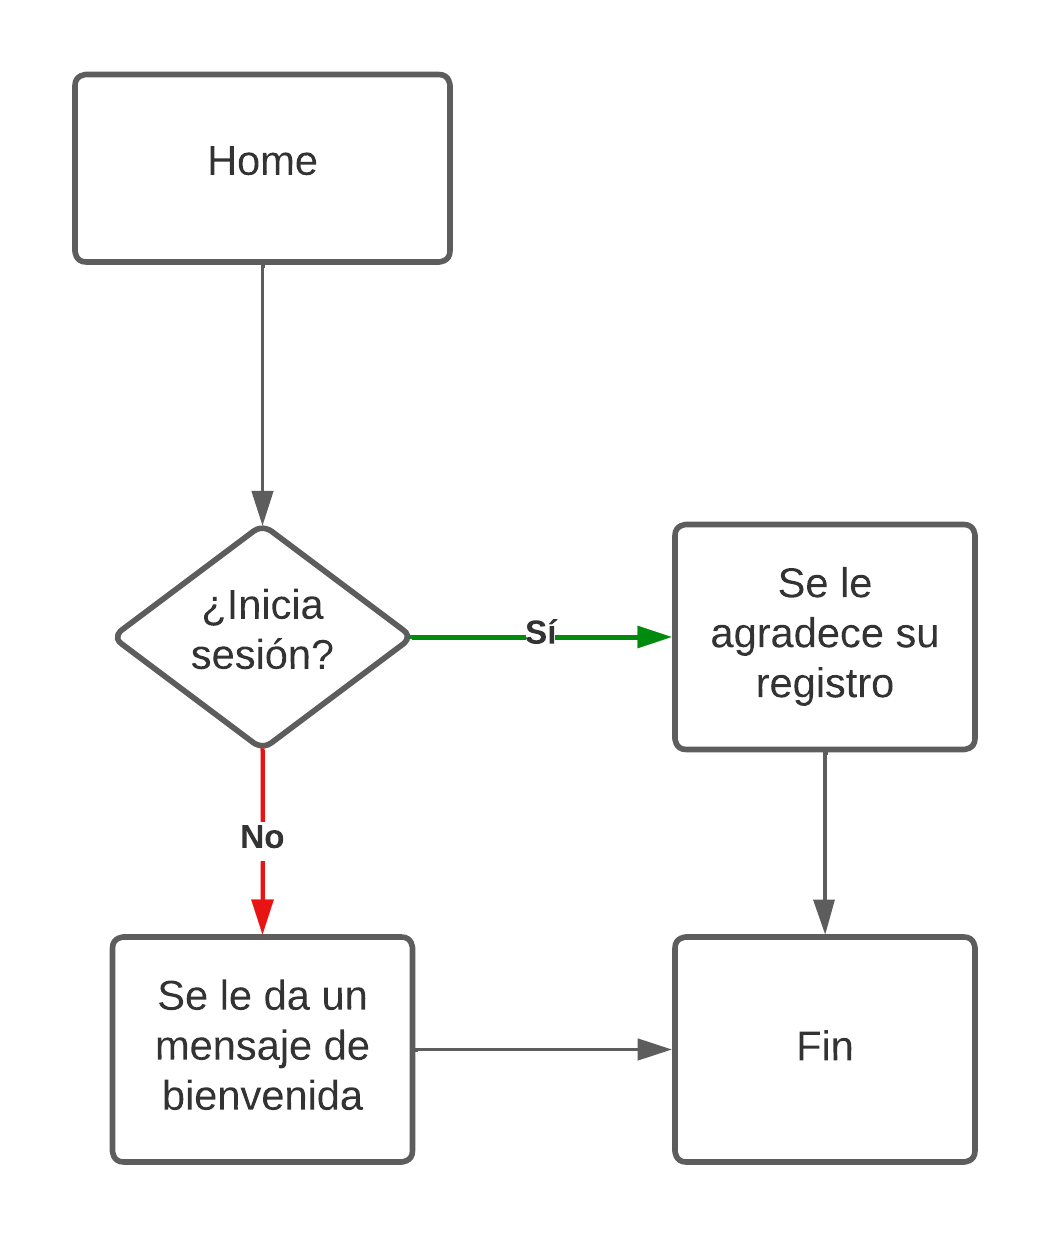 Home
¿Inicia
sesión?
Sí
Se le
agradece su
registro
No
Se le da un
mensaje de
bienvenida
Fin